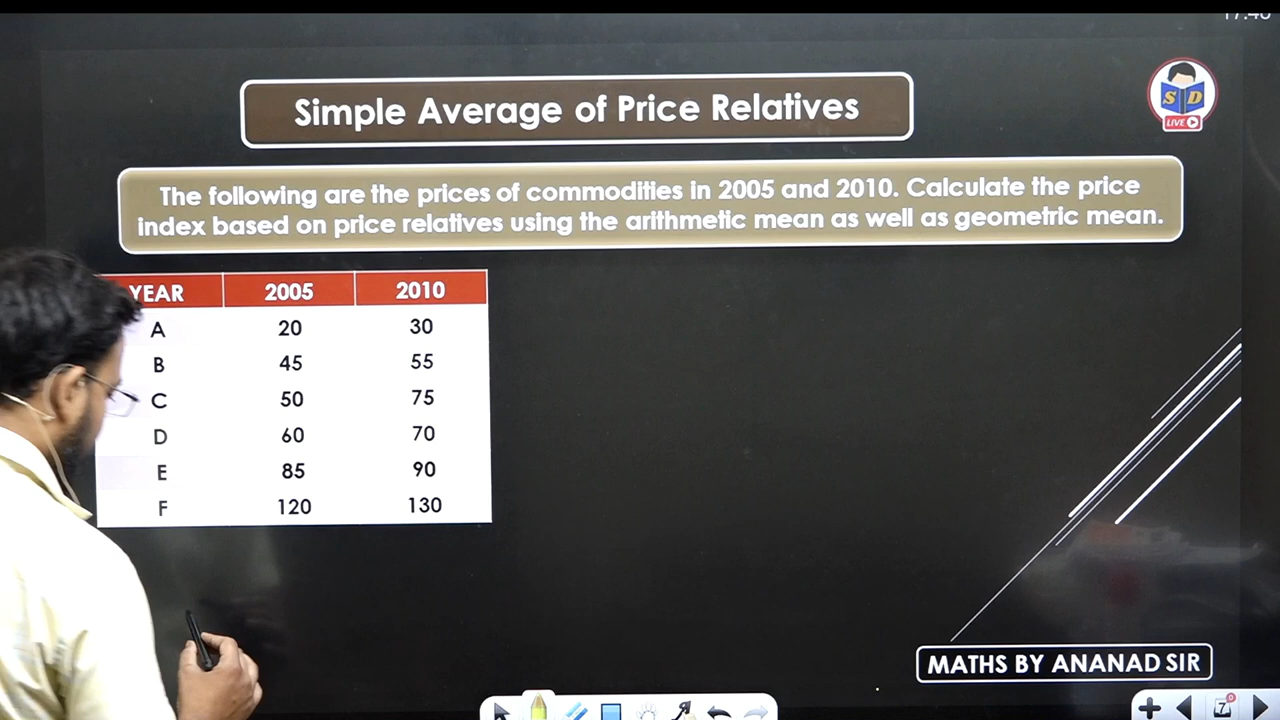 Simple Average of Price Relatives
S D
LIVE
The following are the prices of commodities in 2005 and 2010. Calculate the price
index based on price relatives using the arithmetic mean as well as geometric mean.
YEAR 2005 2010
A 20 30
B 45 55
C 50 75
D 60 70
E 85 90
F 120 130
MATHS BY ANANAD SIR
7